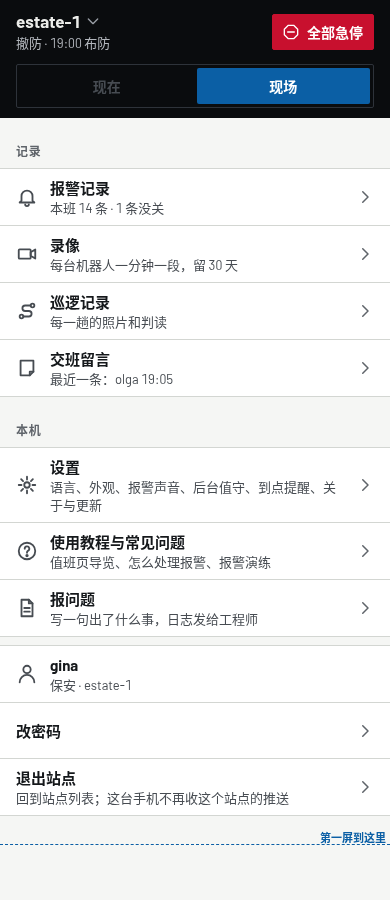 estate-1
撤防 · 19:00 布防
全部急停
现在
现场
记录
报警记录
本班 14 条 · 1 条没关
录像
每台机器人一分钟一段，留 30 天
巡逻记录
每一趟的照片和判读
交班留言
最近一条：olga 19:05
本机
设置
语言、外观、报警声音、后台值守、到点提醒、关
于与更新
使用教程与常见问题
值班页导览、怎么处理报警、报警演练
报问题
写一句出了什么事，日志发给工程师
gina
保安 · estate-1
改密码
退出站点
回到站点列表；这台手机不再收这个站点的推送
第一屏到这里